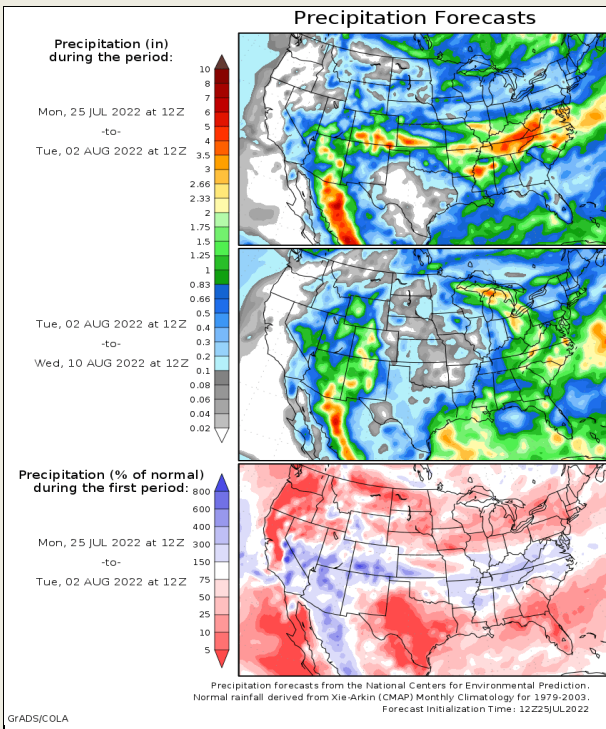 Precipitation Forecasts
Precipitation (in)
during the period:
Mon, 25 JUL 2022 at 12Z
-to-
Tue, 02 AUG 2022 at 12Z
10
8
7
6
5
4
3.5
3
2.66
2.33
2
1.75
1.5
1.25
1
0.83
0.66
0.5
0.4
0.3
0.2
0.1
0.08
0.06
0.04
0.02
Tue, 02 AUG 2022 at 12Z
-to-
Wed, 10 AUG 2022 at 12Z
Precipitation (% of normal)
during the first period:
Mon, 25 JUL 2022 at 12Z
-to-
Tue, 02 AUG 2022 at 12Z
800
600
400
300
150
75
50
25
10
5
Precipitation forecasts from the National Centers for Environmental Prediction.
Normal rainfall derived from Xie-Arkin (CMAP) Monthly Climatology for 1979-2003.
Forecast Initialization Time: 12Z25JUL2022
GrADS/COLA